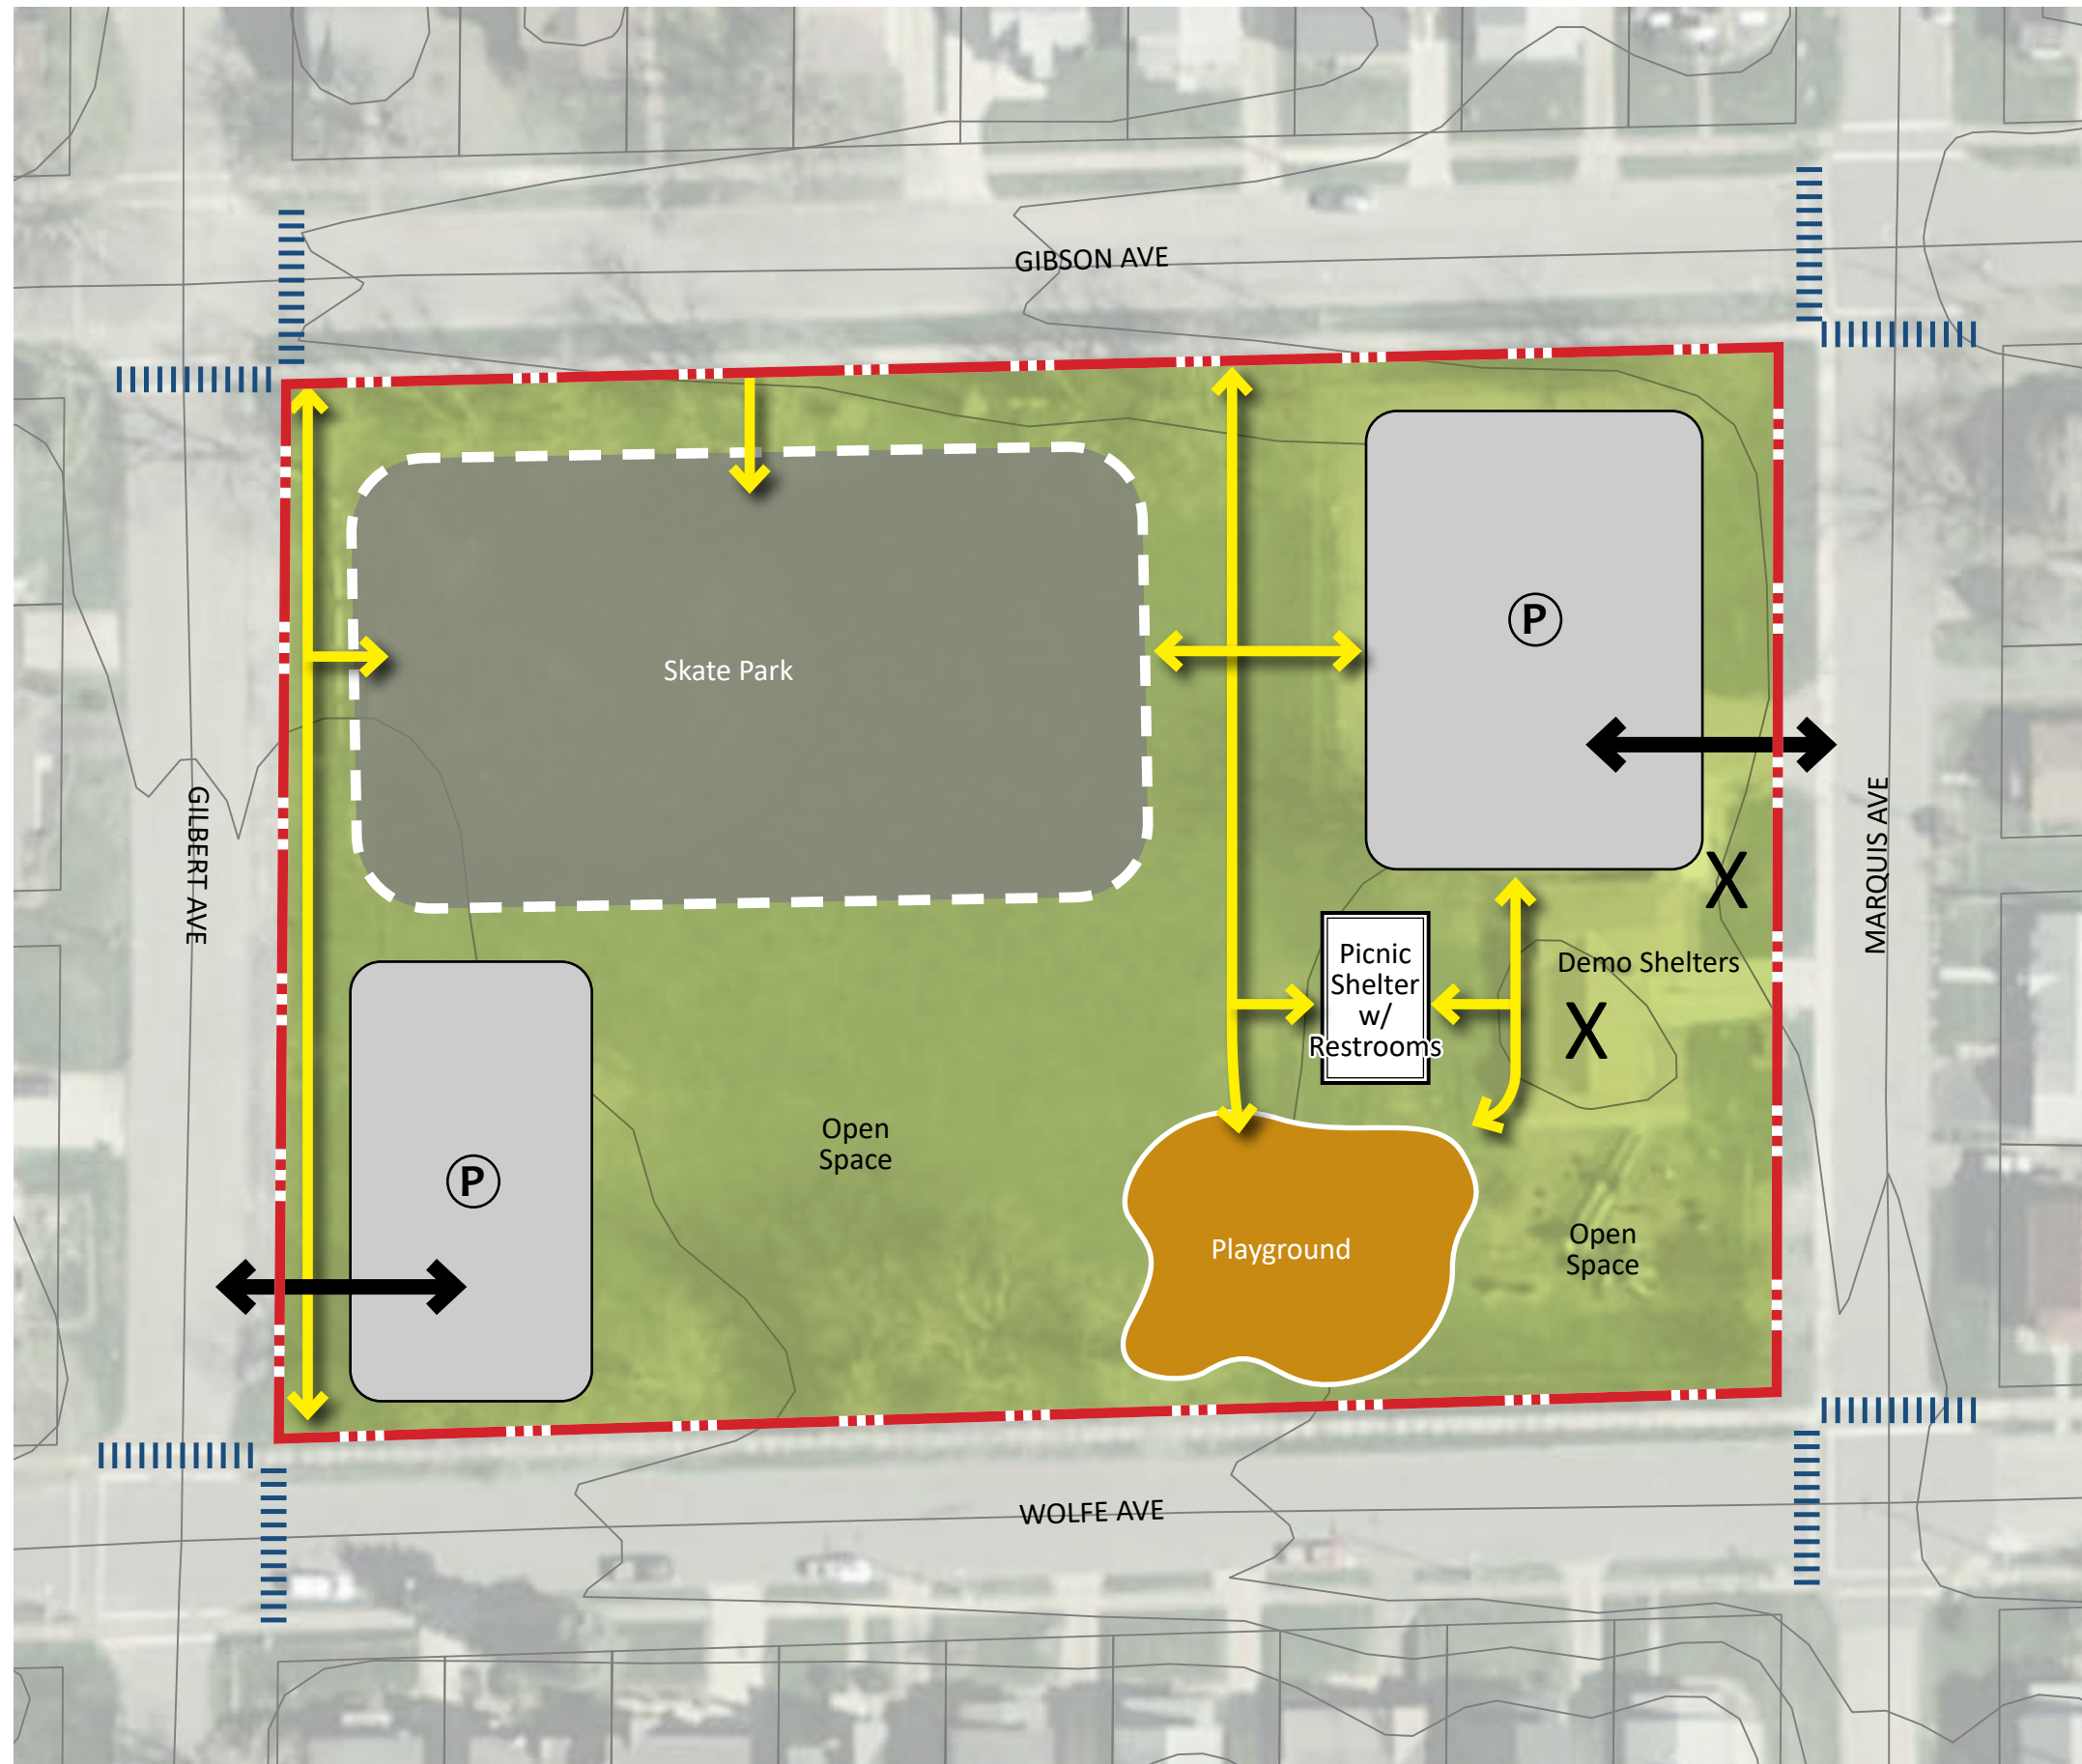 GIBSON AVE
P
Skate Park
GILBERT AVE
MARQUIS AVE
X
Picnic
Shelter
w/
Restrooms
Demo Shelters
X
Open
Space
P
Playground
Open
Space
WOLFE AVE